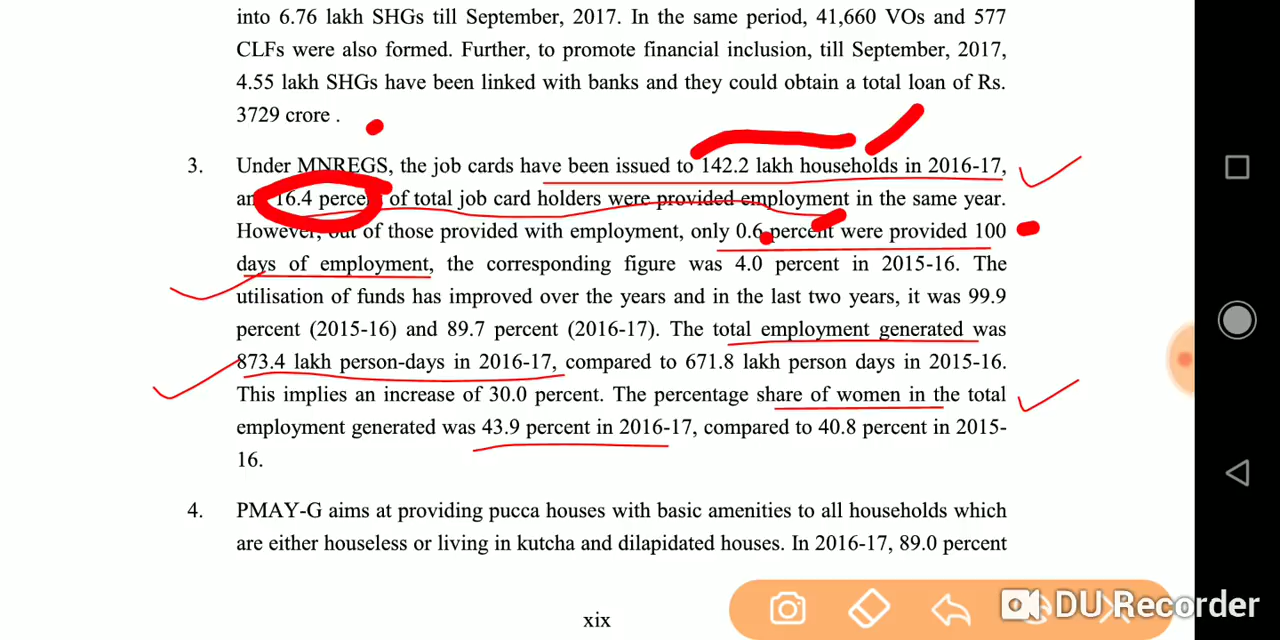 into 6.76 lakh SHGs till September, 2017. In the same period, 41,660 VOs and 577
CLFs were also formed. Further, to promote financial inclusion, till September, 2017,
4.55 lakh SHGs have been linked with banks and they could obtain a total loan of Rs.
3729 crore .
3. Under MNREGS, the job cards have been issued to 142.2 lakh households in 2016-17,
16.4 of total job card holders were provided employment in the same year.
However, out of those provided with employment, only 0.6 percent were provided 100
days of employment, the corresponding figure was 4.0 percent in 2015-16. The
utilisation of funds has improved over the years and in the last two years, it was 99.9
percent (2015-16) and 89.7 percent (2016-17). The total employment generated was
873.4 lakh person-days in 2016-17, compared to 671.8 lakh person days in 2015-16.
This implies an increase of 30.0 percent. The percentage share of women in the total
employment generated was 43.9 percent in 2016-17, compared to 40.8 percent in 2015-
16.
4. PMAY-G aims at providing pucca houses with basic amenities to all households which
are either houseless or living in kutcha and dilapidated houses. In 2016-17, 89.0 percent
xix
DU Recorder